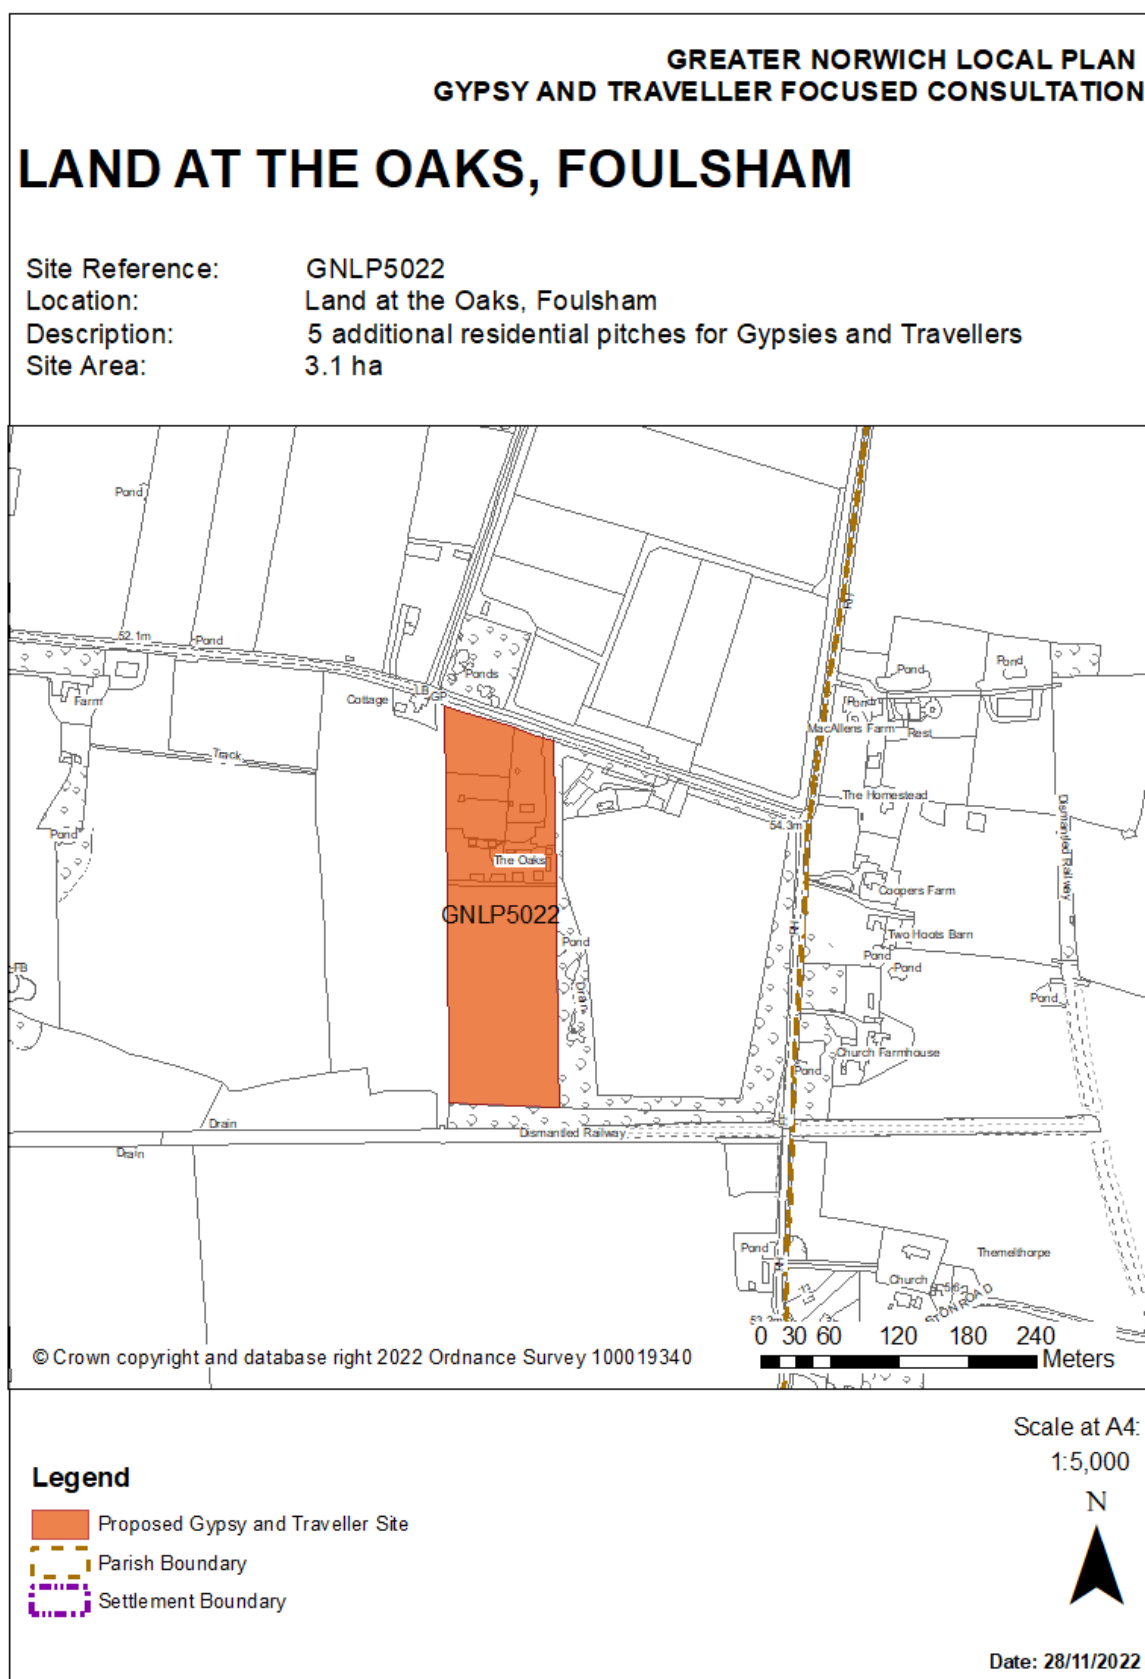 GREATER NORWICH LOCAL PLAN
GYPSY AND TRAVELLER FOCUSED CONSULTATION
LAND AT THE OAKS, FOULSHAM
Site Reference: GNLP5022
Location: Land at the Oaks, Foulsham
Description: 5 additional residential pitches for Gypsies and Travellers
Site Area: 3.1 ha
Pond
RH
52.1m
Pond
Ponds
Farm
Cottage
LB
GP
Pond
Pond
Pond
MacAllens Farm
Rest
Track
The Homestead
54.3m
Dismantled Railway
Pond
The Oaks
Coopers Farm
GNLP5022
RH
Two Hoots Barn
Pond
Pond
Pond
FB
Drain
Pond
Church Farmhouse
Pond
Drain
Dismantled Railway
Drain
Pond
RH
Themelthorpe
Church
0 30 60 120 180 240
Meters
© Crown copyright and database right 2022 Ordnance Survey 100019340
Scale at A4:
1:5,000
Legend
N
Proposed Gypsy and Traveller Site
Parish Boundary
Settlement Boundary
Date: 28/11/2022